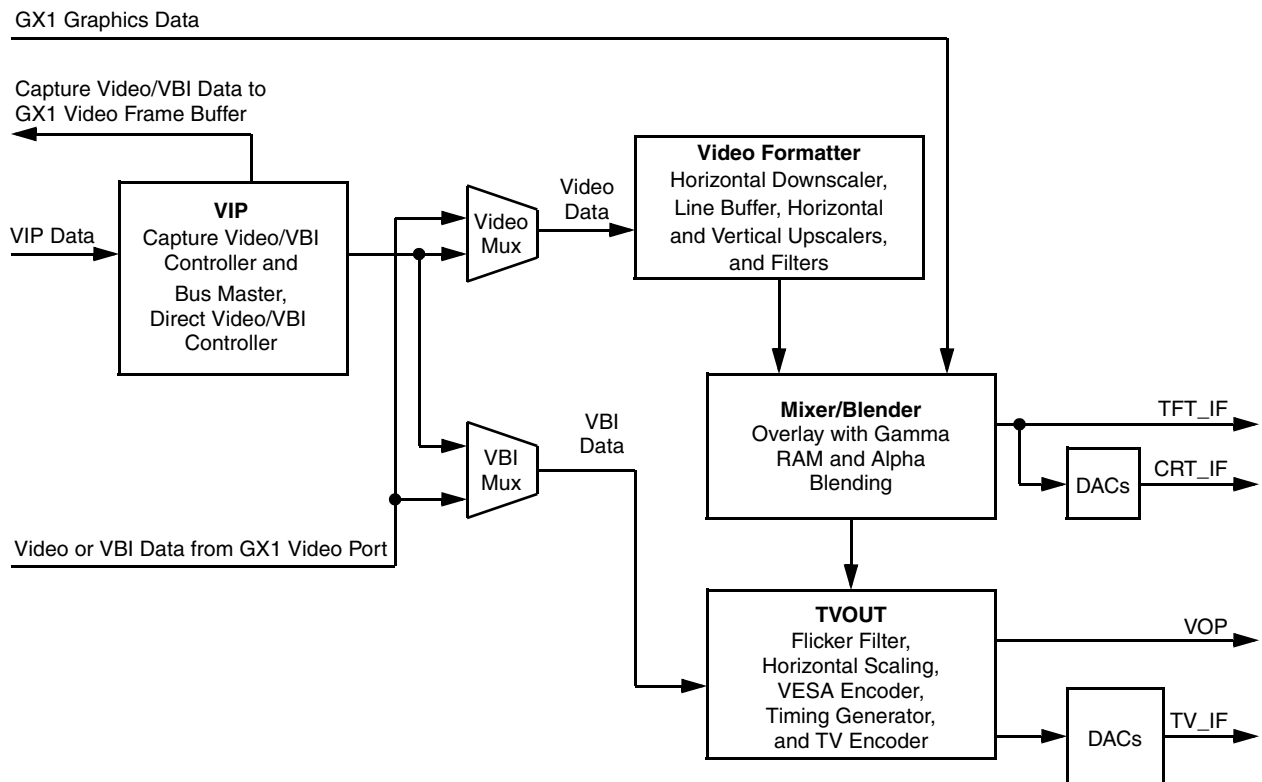 GX1 Graphics Data
Capture Video/VBI Data to
GX1 Video Frame Buffer
VIP Data
VIP
Capture Video/VBI
Controller and
Bus Master,
Direct Video/VBI
Controller
Video
Mux
Video
Data
Video Formatter
Horizontal Downscaler,
Line Buffer, Horizontal
and Vertical Upscalers,
and Filters
VBI
Mux
VBI
Data
Mixer/Blender
Overlay with Gamma
RAM and Alpha
Blending
TFT_IF
DACs
CRT_IF
Video or VBI Data from GX1 Video Port
TVOUT
Flicker Filter,
Horizontal Scaling,
VESA Encoder,
Timing Generator,
and TV Encoder
VOP
DACs
TV_IF